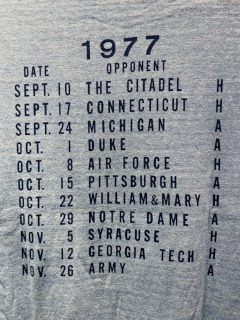 1977
DATE OPPONENT
SEPT. 10 THE CITADEL H
SEPT. 17 CONNECTICUT H
SEPT. 24 MICHIGAN A
OCT. 1 DUKE A
OCT. 8 AIR FORCE H
OCT. 15 PITTSBURGH A
OCT. 22 WILLIAM & MARY H
OCT. 29 NOTRE DAME A
NOV. 5 SYRACUSE H
NOV. 12 GEORGIA TECH H
NOV. 26 ARMY A